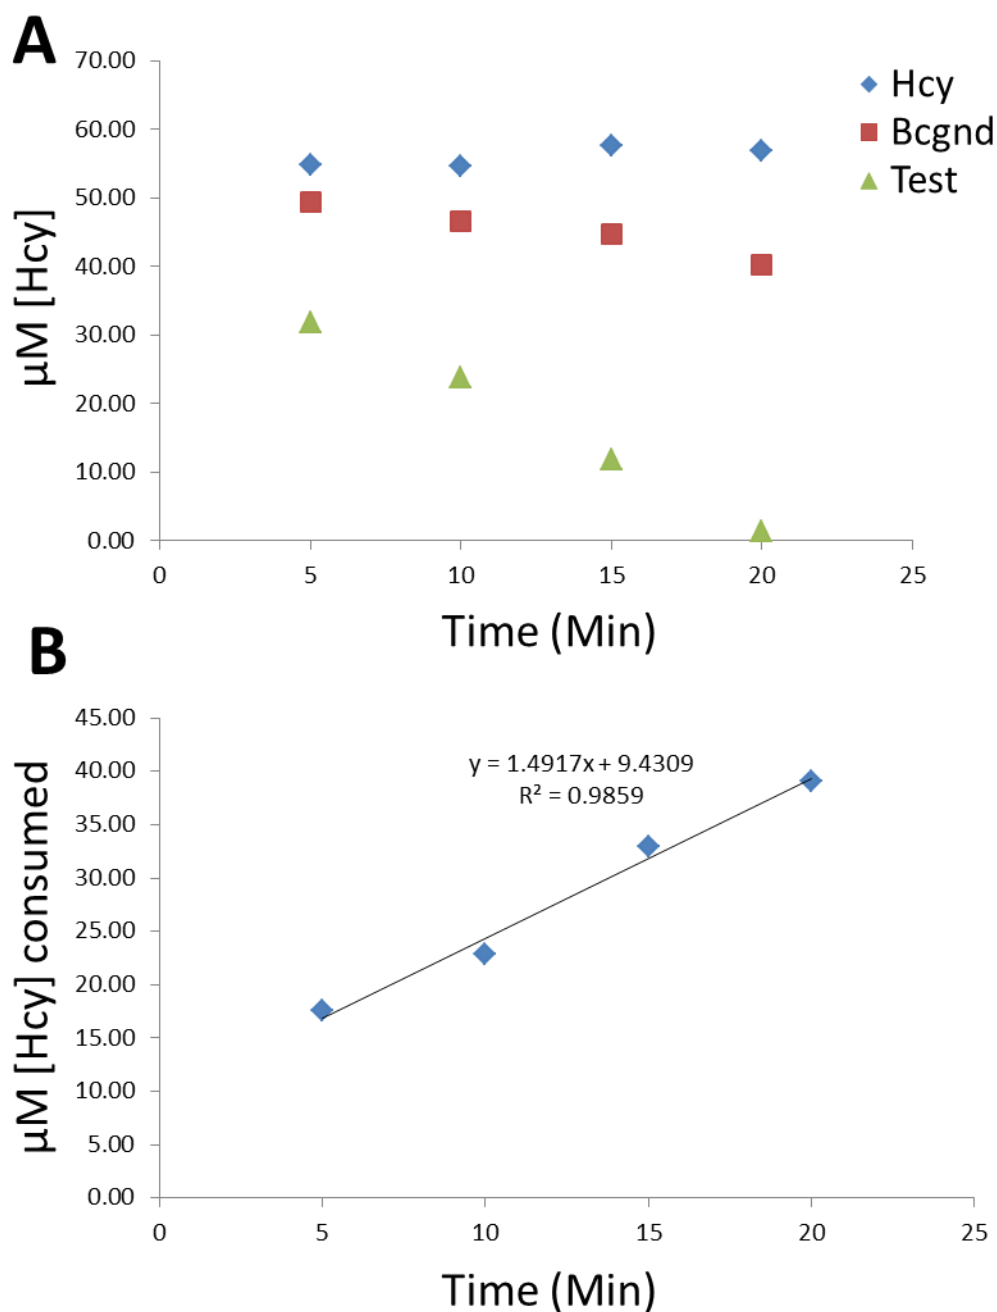 A
70.00
60.00
50.00
40.00
30.00
20.00
10.00
0.00
0 5 10 15 20 25
µM [Hcy]
Time (Min)
Hcy
Bcgnd
Test
B
45.00
40.00
35.00
30.00
25.00
20.00
15.00
10.00
5.00
0.00
0 5 10 15 20 25
µM [Hcy] consumed
y = 1.4917x + 9.4309
R² = 0.9859
Time (Min)